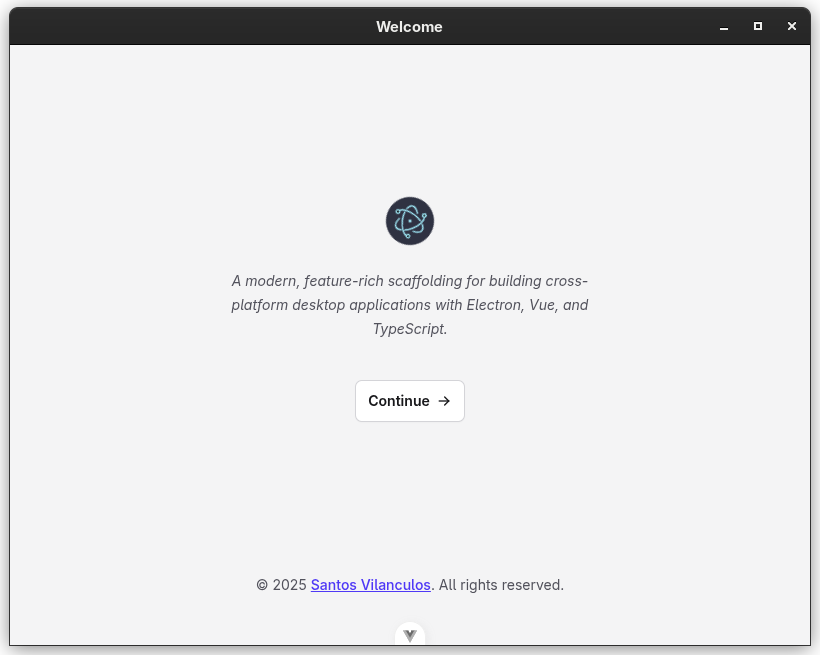 Welcome
A modern, feature-rich scaffolding for building cross-
platform desktop applications with Electron, Vue, and
TypeScript.
Continue →
© 2025 Santos Vilanculos. All rights reserved.